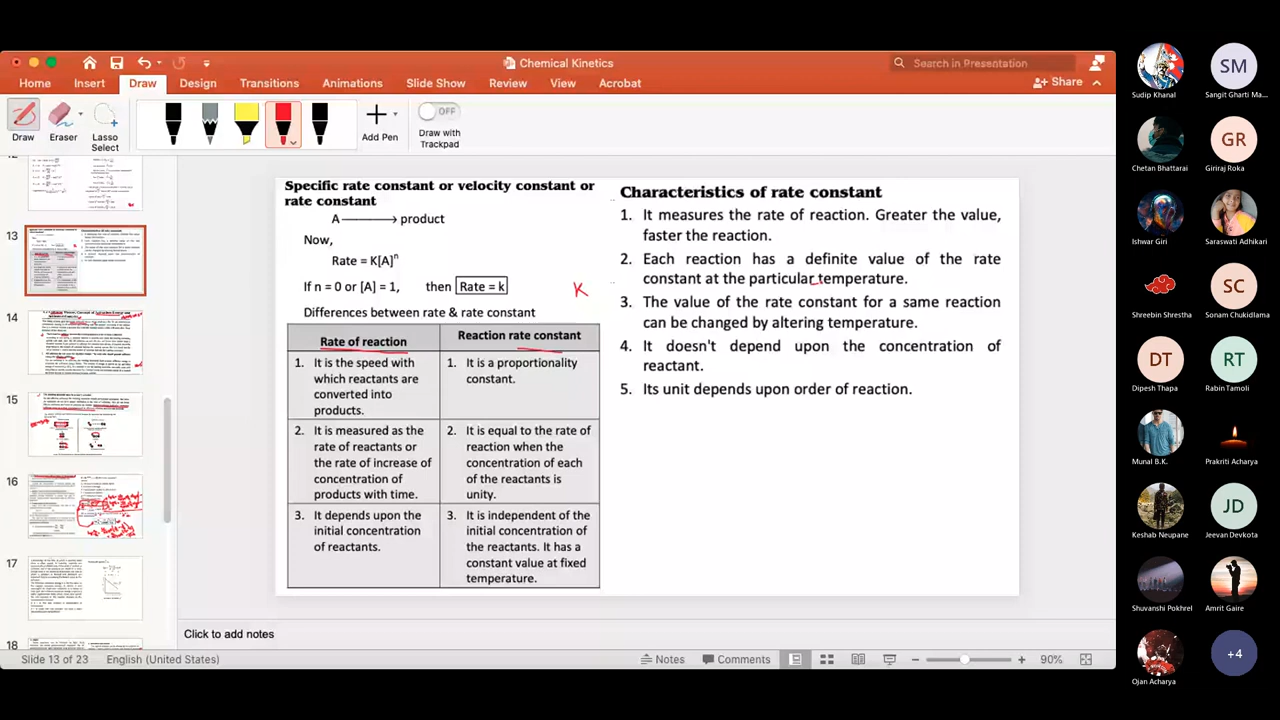 Chemical Kinetics
Search in Presentation
Home Insert Draw Design Transitions Animations Slide Show Review View Acrobat
Share
OFF
Draw Eraser Lasso Select Add Pen Draw with Trackpad
13
14
15
16
17
18
Specific rate constant or velocity constant or
rate constant
A product
Now,
Rate = K[A]n
If n = 0 or [A] = 1, then Rate = k
K
Differences between rate & rate constant
Rate of reaction
1. It is the speed with
which reactants are
converted into
products.
2. It is measured as the
rate of reactants or
the rate of increase of
concentration of
products with time.
3. It depends upon the
initial concentration
of reactants.
Reaction rate constant
1. It is a proportionality
constant.
2. It is equal to the rate of
reaction when the
concentration of each
of the reactants is
unity.
3. It is independent of the
initial concentration of
the reactants. It has a
constant value at fixed
temperature.
Characteristic of rate constant
1. It measures the rate of reaction. Greater the value,
faster the reaction.
2. Each reaction has a definite value of the rate
constant at the particular temperature.
3. The value of the rate constant for a same reaction
can be changed by altering temperature.
4. It doesn't depend upon the concentration of
reactant.
5. Its unit depends upon order of reaction.
Click to add notes
Slide 13 of 23 English (United States) Notes Comments 90%
Sudip Khanal
SM
Sangit Gharti Ma...
Chetan Bhattarai
GR
Giriraj Roka
Ishwar Giri
Saraswati Adhikari
Shreebin Shrestha
SC
Sonam Chukidlama
DT
Dipesh Thapa
RT
Rabin Tamoli
Munal B.K.
Prakriti Acharya
Keshab Neupane
JD
Jeevan Devkota
Shuvanshi Pokhrel
Amrit Gaire
Ojan Acharya
+4